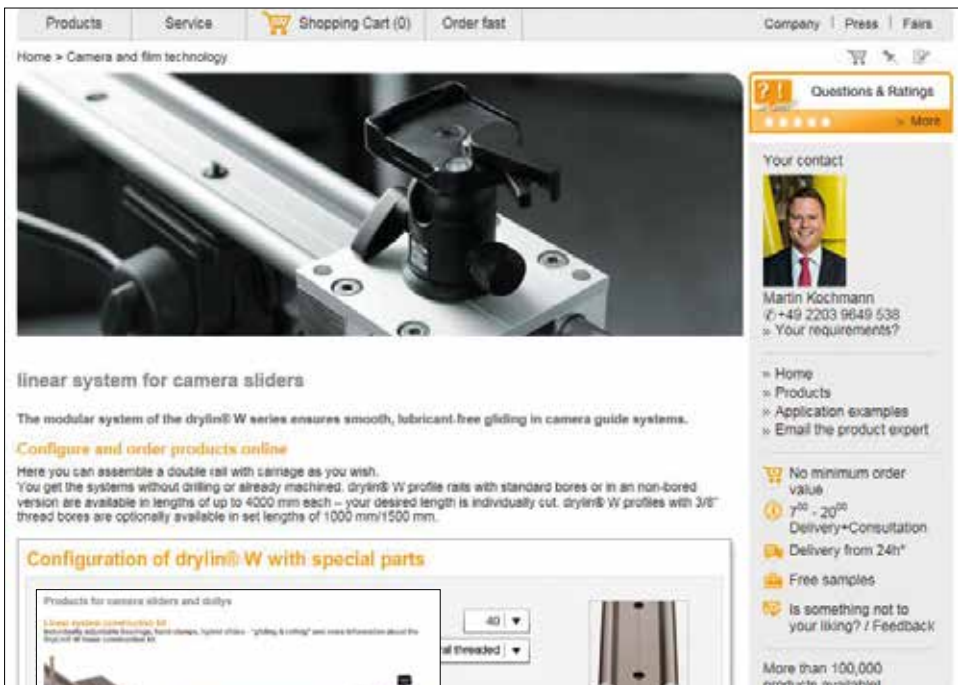 Products Service Shopping Cart (0) Order fast Company | Press | Fairs
Home > Camera and film technology
? !
Questions & Ratings
» More
Your contact
Martin Kochmann
✆ +49 2203 9649 538
» Your requirements?
» Home
» Products
» Application examples
» Email the product expert
No minimum order
value
7⁰⁰ - 20⁰⁰
Delivery+Consultation
Delivery from 24h*
Free samples
Is something not to
your liking? / Feedback
More than 100,000
products available!
linear system for camera sliders
The modular system of the drylin® W series ensures smooth, lubricant-free gliding in camera guide systems.
Configure and order products online
Here you can assemble a double rail with carriage as you wish.
You get the systems without drilling or already machined. drylin® W profile rails with standard bores or in an non-bored
version are available in lengths of up to 4000 mm each – your desired length is individually cut. drylin® W profiles with 3/8"
thread bores are optionally available in set lengths of 1000 mm/1500 mm.
Configuration of drylin® W with special parts
Products for camera sliders and dollys
Linear system construction kit
40
al threaded